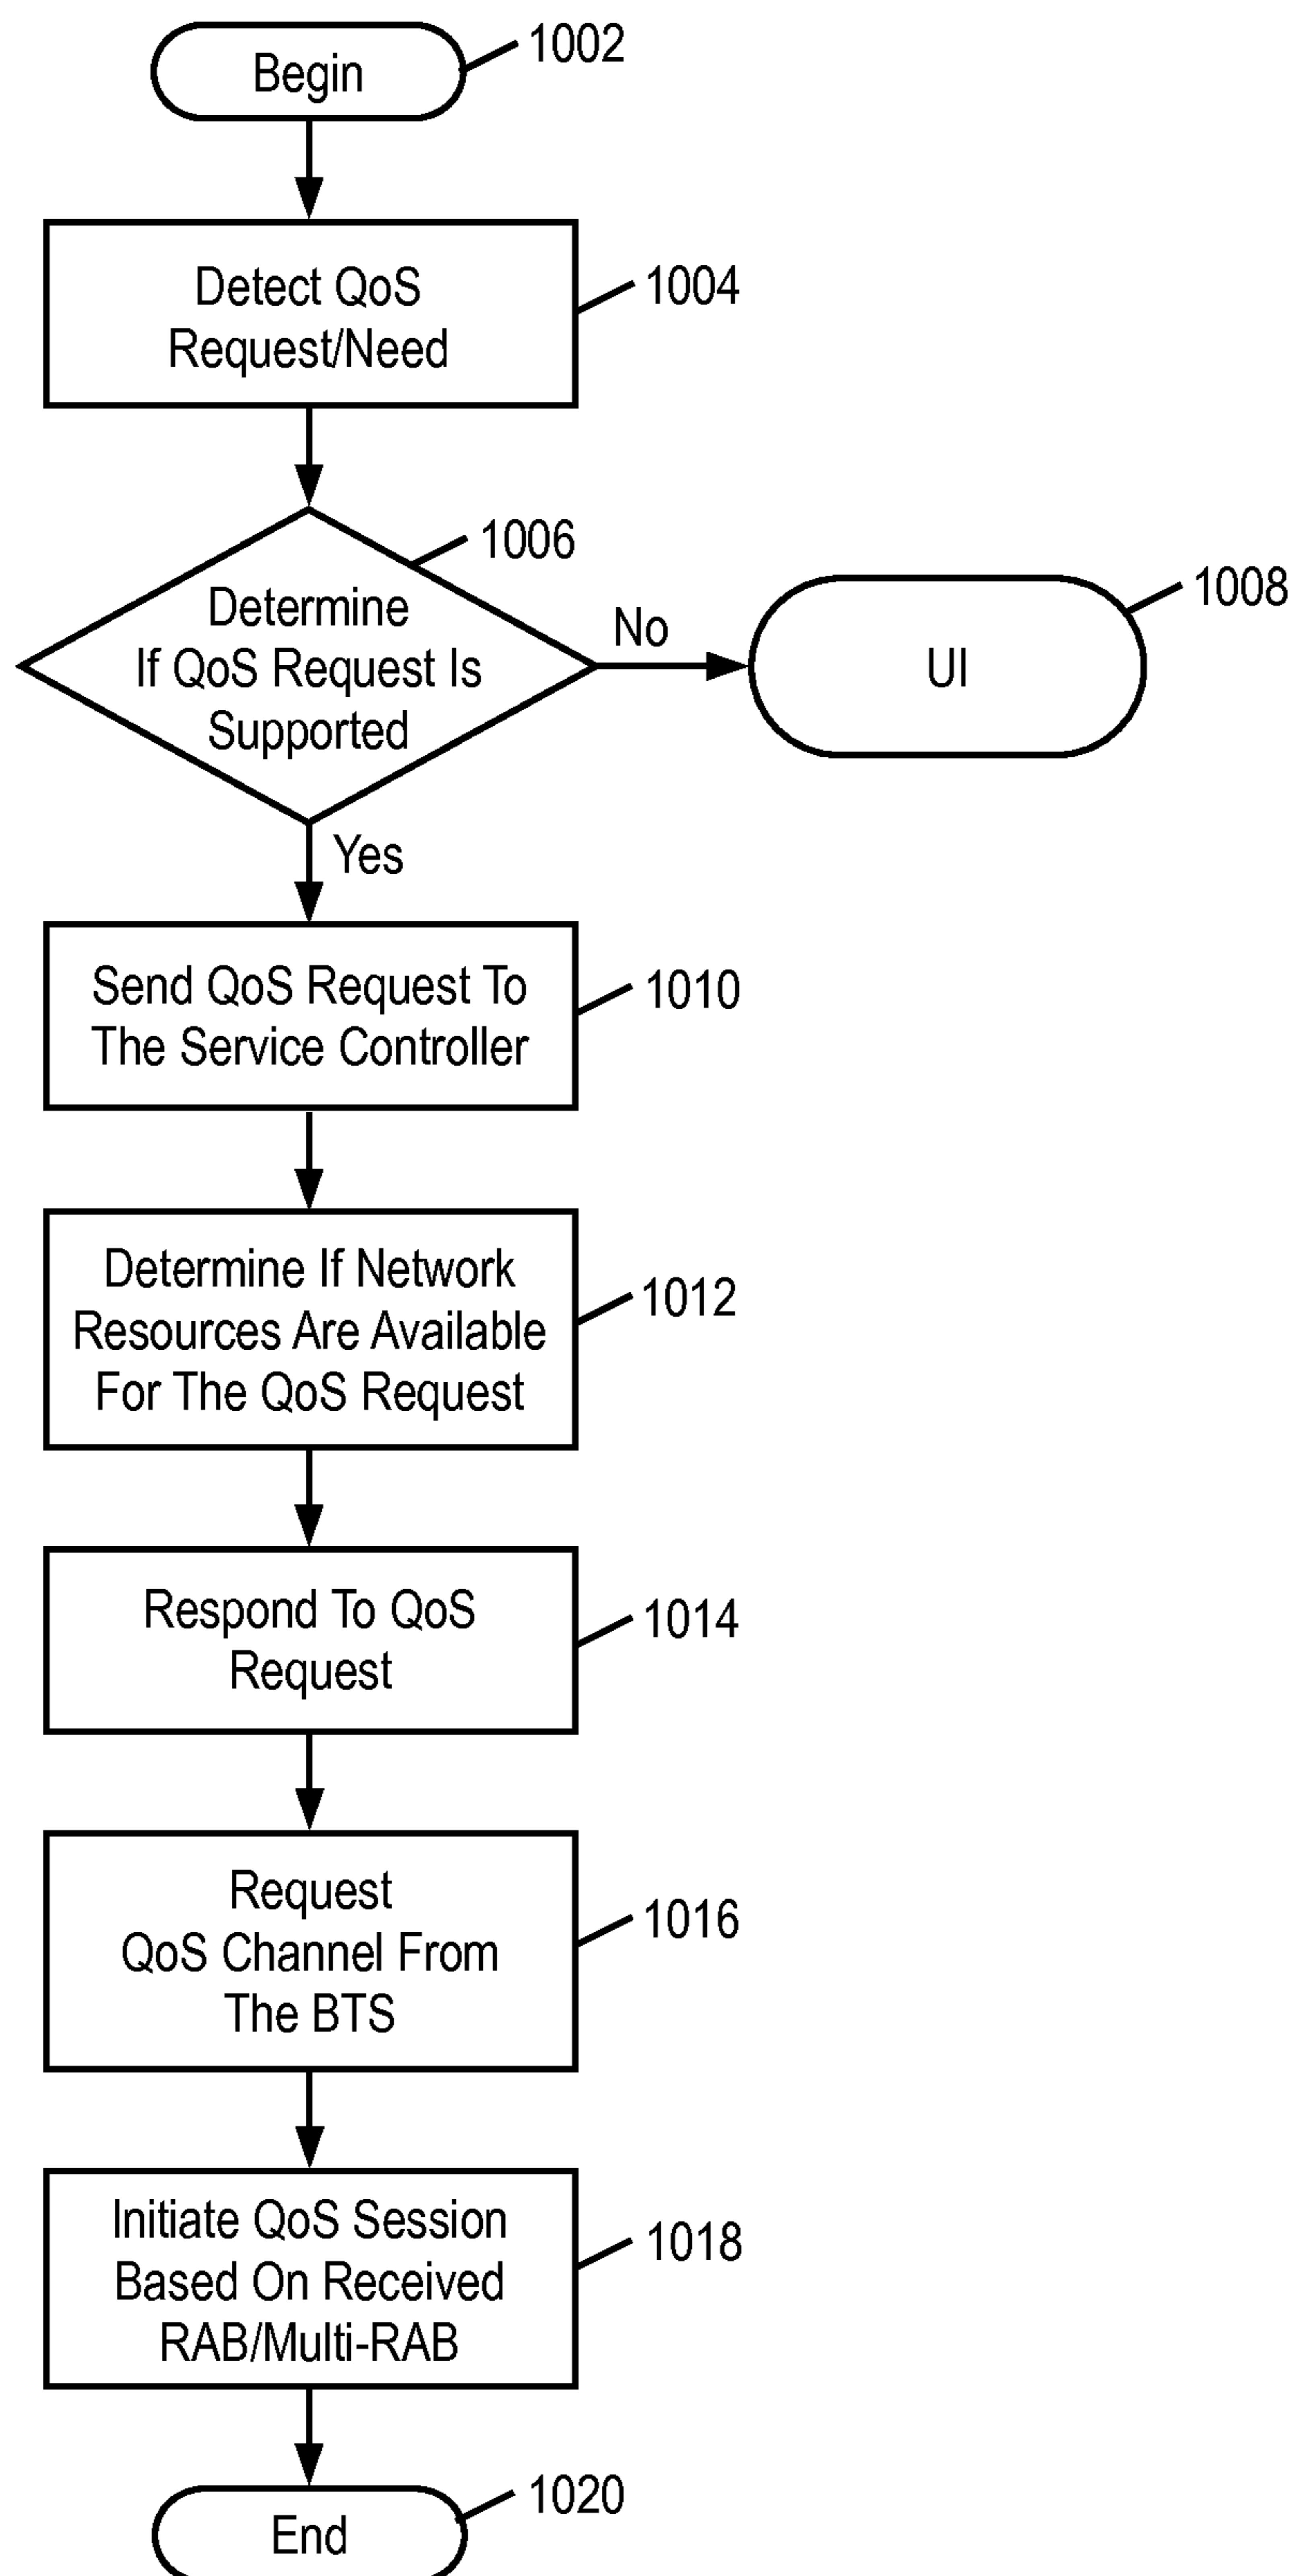 Begin
1002
Detect QoS
Request/Need
1004
Determine
If QoS Request Is
Supported
1006
No
UI
1008
Yes
Send QoS Request To
The Service Controller
1010
Determine If Network
Resources Are Available
For The QoS Request
1012
Respond To QoS
Request
1014
Request
QoS Channel From
The BTS
1016
Initiate QoS Session
Based On Received
RAB/Multi-RAB
1018
End
1020